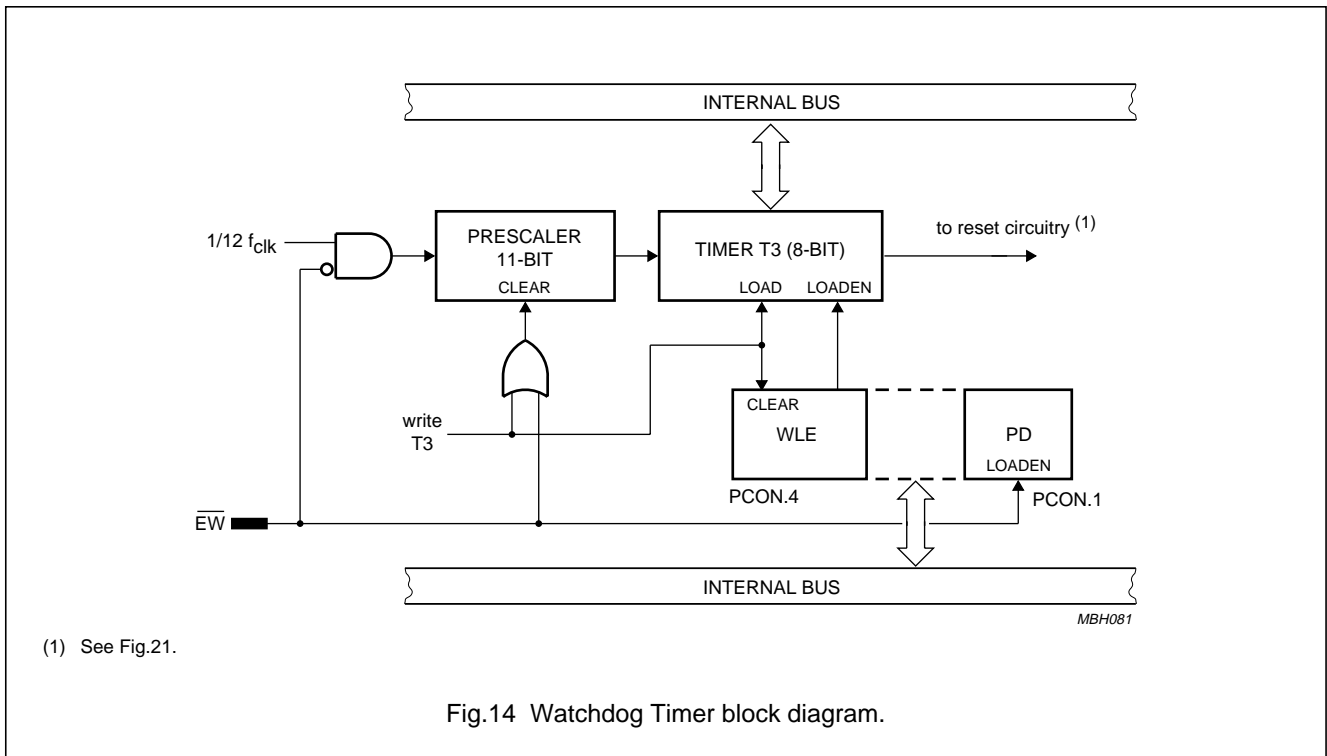 INTERNAL BUS
1/12 fclk
PRESCALER
11-BIT
CLEAR
TIMER T3 (8-BIT)
LOAD LOADEN
to reset circuitry (1)
write
T3
CLEAR
WLE
PD
LOADEN
PCON.4
PCON.1
EW
INTERNAL BUS
MBH081
(1) See Fig.21.
Fig.14 Watchdog Timer block diagram.